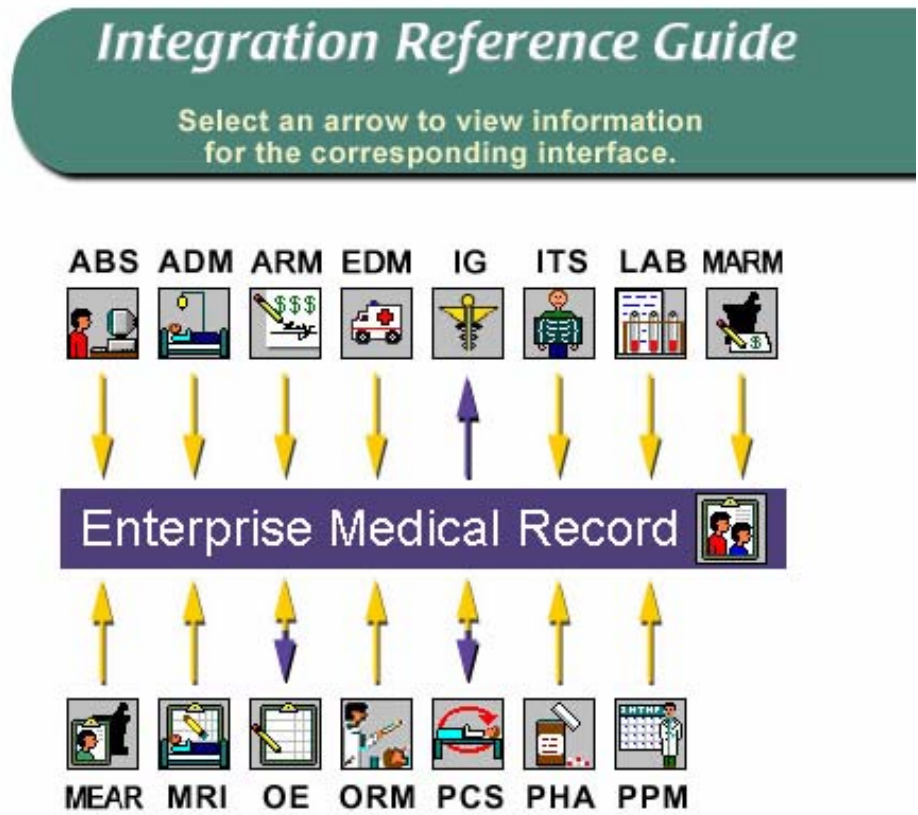 Integration Reference Guide
Select an arrow to view information
for the corresponding interface.
ABS ADM ARM EDM IG ITS LAB MARM
$$$
$
Enterprise Medical Record
MEAR MRI OE ORM PCS PHA PPM